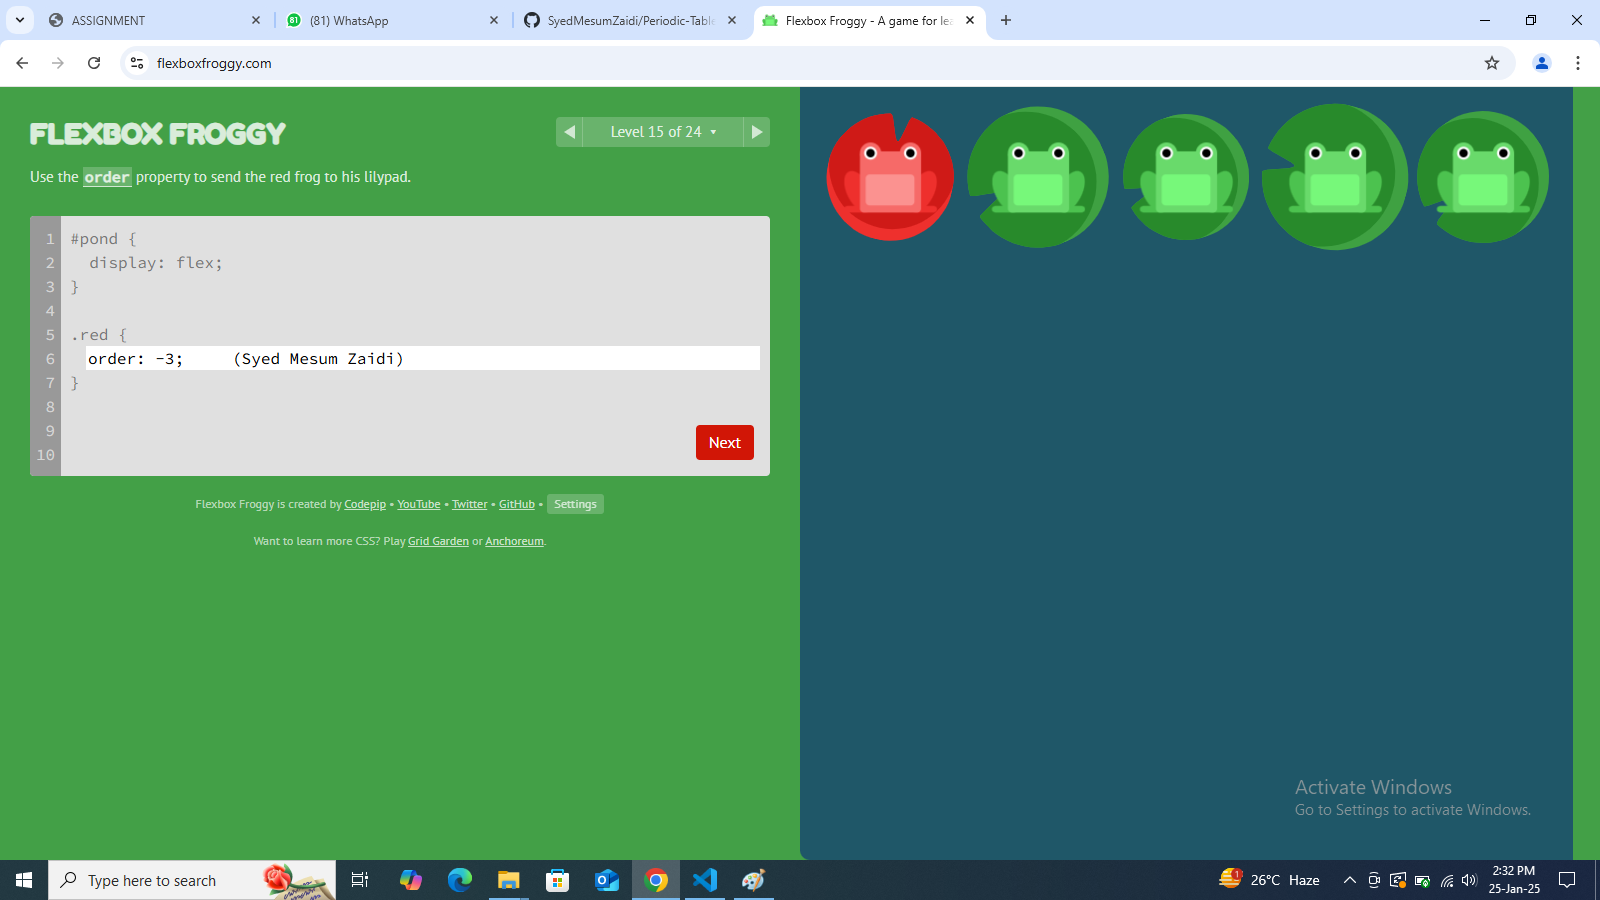 ASSIGNMENT
(81) WhatsApp
SyedMesumZaidi/Periodic-Table
Flexbox Froggy - A game for lea
flexboxfroggy.com
FLEXBOX FROGGY
Level 15 of 24
Use the order property to send the red frog to his lilypad.
1 #pond {
2 display: flex;
3 }
4
5 .red {
6 order: -3; (Syed Mesum Zaidi)
7 }
8
9
10
Next
Flexbox Froggy is created by Codepip • YouTube • Twitter • GitHub • Settings
Want to learn more CSS? Play Grid Garden or Anchoreum.
Activate Windows
Go to Settings to activate Windows.
Type here to search
1
26°C Haze
2:32 PM
25-Jan-25